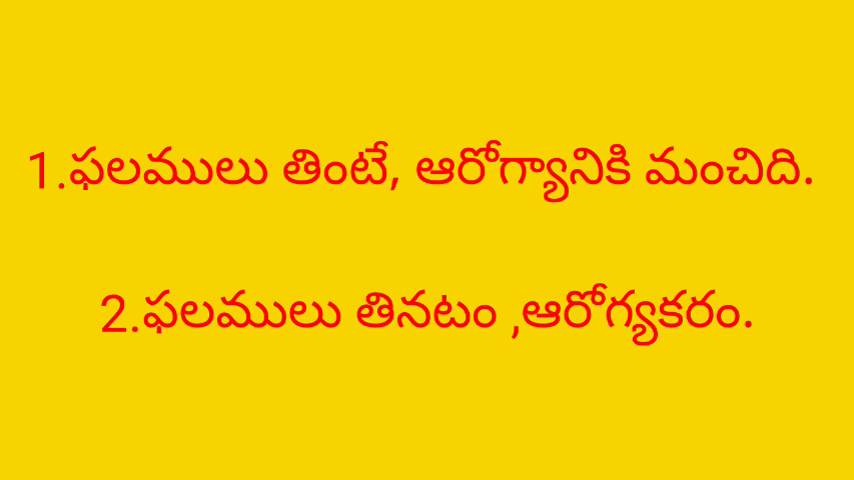 1.ఫలములు తింటే, ఆరోగ్యానికి మంచిది.
2.ఫలములు తినటం ,ఆరోగ్యకరం.